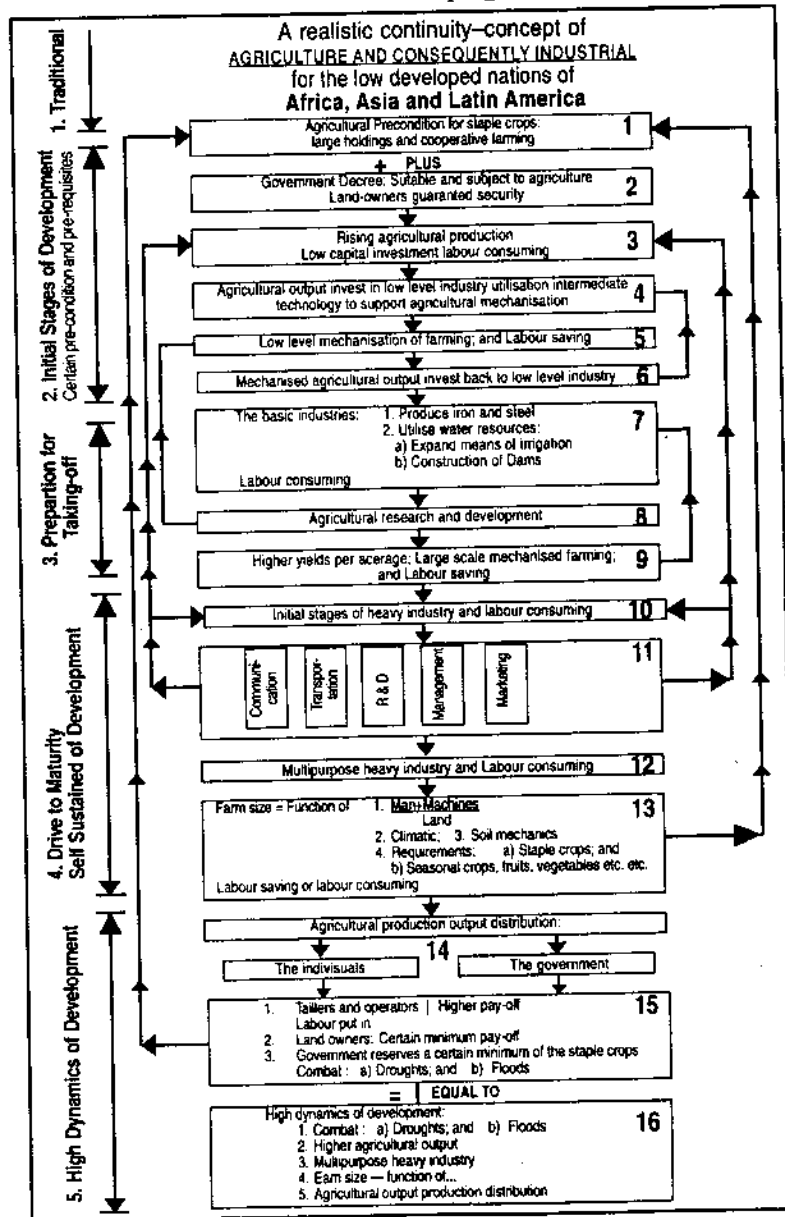 A realistic continuity–concept of
AGRICULTURE AND CONSEQUENTLY INDUSTRIAL
for the low developed nations of
Africa, Asia and Latin America
1. Traditional
Agricultural Precondition for staple crops:
large holdings and cooperative farming
1
+ PLUS
2. Initial Stages of Development
Certain pre-condition and pre-requisites
Government Decree: Suitable and subject to agriculture
Land-owners guaranted security
2
Rising agricultural production
Low capital investment labour consuming
3
Agricultural output invest in low level industry utilisation intermediate
technology to support agricultural mechanisation
4
Low level mechanisation of farming; and Labour saving
5
Mechanised agricultural output invest back to low level industry
6
3. Prepartion for
Taking-off
The basic industries: 1. Produce iron and steel
2. Utilise water resources:
a) Expand means of irrigation
b) Construction of Dams
Labour consuming
7
Agricultural research and development
8
Higher yields per acerage; Large scale mechanised farming;
and Labour saving
9
4. Drive to Maturity
Self Sustained of Development
Initial stages of heavy industry and labour consuming
10
11
Communi-
cation
Transpor-
tation
R & D
Management
Marketing
Multipurpose heavy industry and Labour consuming
12
Farm size = Function of 1. Man+Machines
Land
2. Climatic; 3. Soil mechanics
4. Requirements: a) Staple crops; and
b) Seasonal crops, fruits, vegetables etc. etc.
Labour saving or labour consuming
13
5. High Dynamics of Development
Agricultural production output distribution:
14
The indivisuals
The government
1. Taillers and operators | Higher pay-off
Labour put in
2. Land owners: Certain minimum pay-off
3. Government reserves a certain minimum of the staple crops
Combat : a) Droughts; and b) Floods
15
= EQUAL TO
High dynamics of development:
1. Combat : a) Droughts; and b) Floods
2. Higher agricultural output
3. Multipurpose heavy industry
4. Earn size — function of...
5. Agricultural output production distribution
16